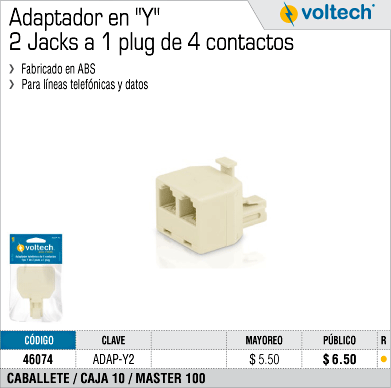 Adaptador en "Y"
2 Jacks a 1 plug de 4 contactos
voltech
› Fabricado en ABS
› Para líneas telefónicas y datos
voltech
CÓDIGO CLAVE MAYOREO PÚBLICO R
46074 ADAP-Y2 $ 5.50 $ 6.50
CABALLETE / CAJA 10 / MASTER 100